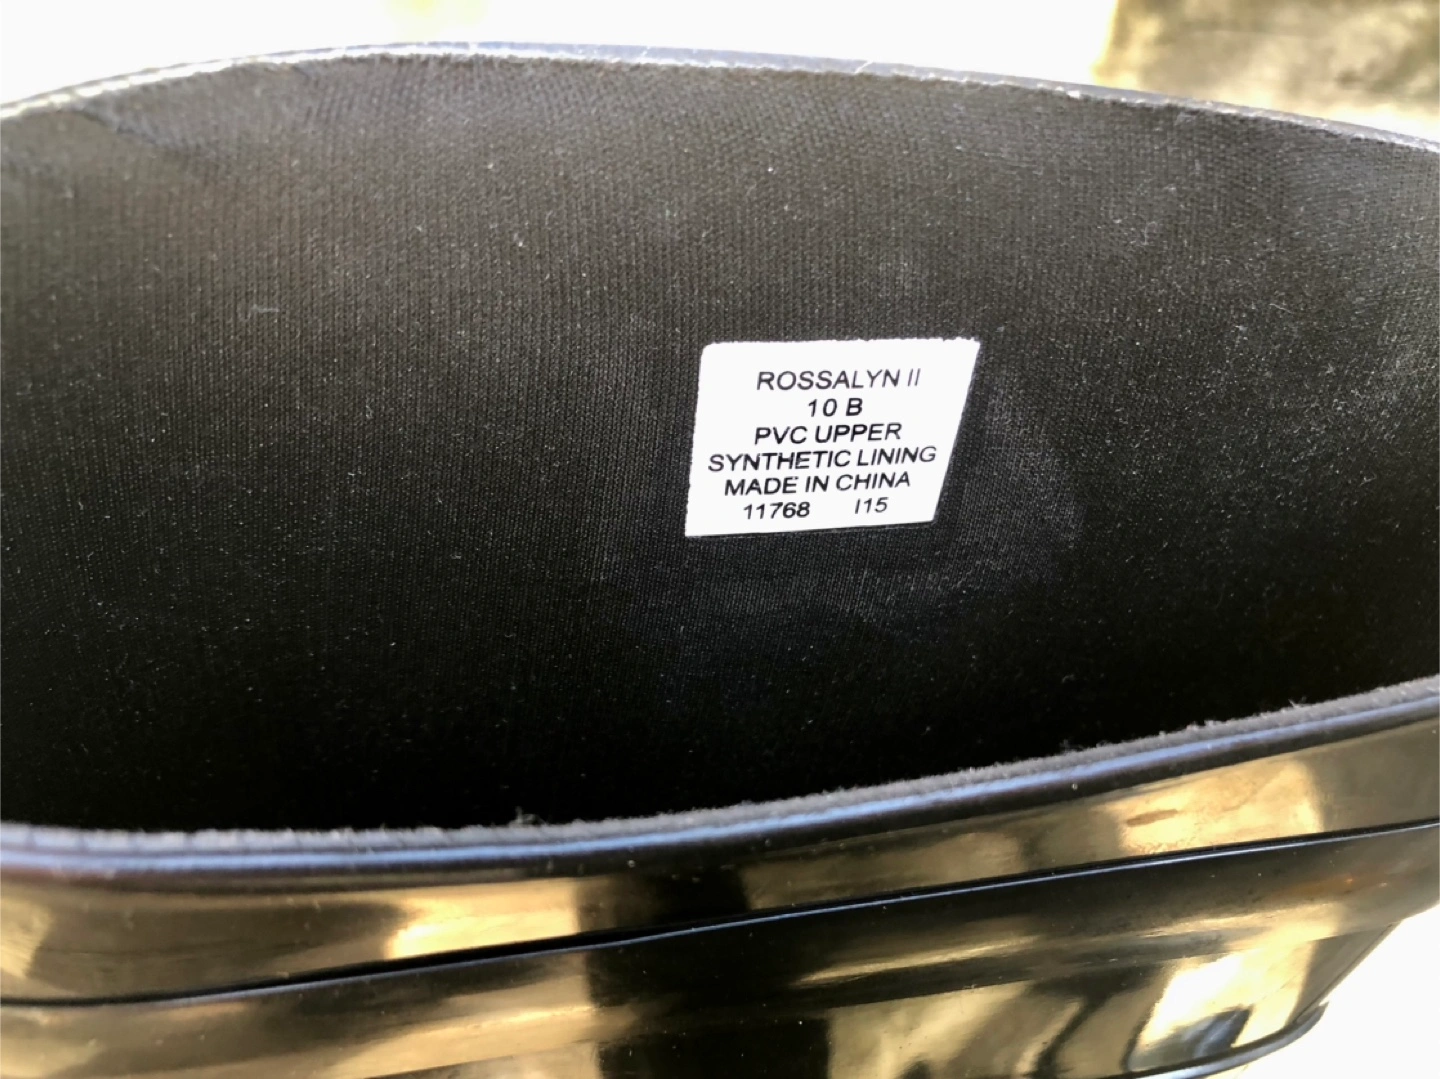 ROSSALYN II
10 B
PVC UPPER
SYNTHETIC LINING
MADE IN CHINA
11768 I15